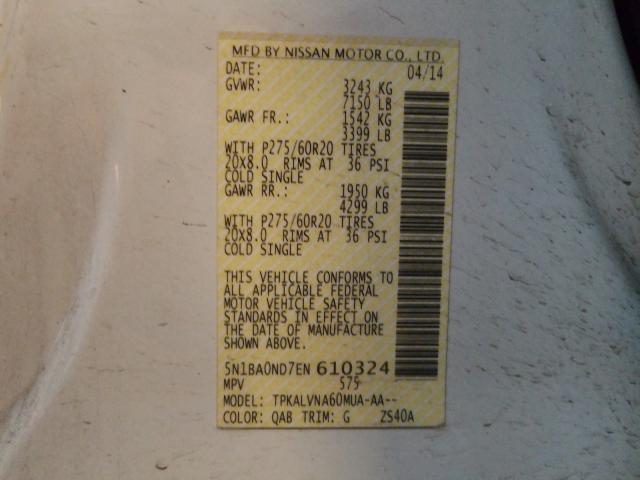 MFD BY NISSAN MOTOR CO., LTD.
DATE: 04/14
GVWR: 3243 KG
7150 LB
GAWR FR.: 1542 KG
3399 LB
WITH P275/60R20 TIRES
20X8.0 RIMS AT 36 PSI
COLD SINGLE
GAWR RR.: 1950 KG
4299 LB
WITH P275/60R20 TIRES
20X8.0 RIMS AT 36 PSI
COLD SINGLE
THIS VEHICLE CONFORMS TO
ALL APPLICABLE FEDERAL
MOTOR VEHICLE SAFETY
STANDARDS IN EFFECT ON
THE DATE OF MANUFACTURE
SHOWN ABOVE.
5N1BA0ND7EN 610324
MPV 575
MODEL: TPKALVNA60MUA-AA--
COLOR: QAB TRIM: G ZS40A